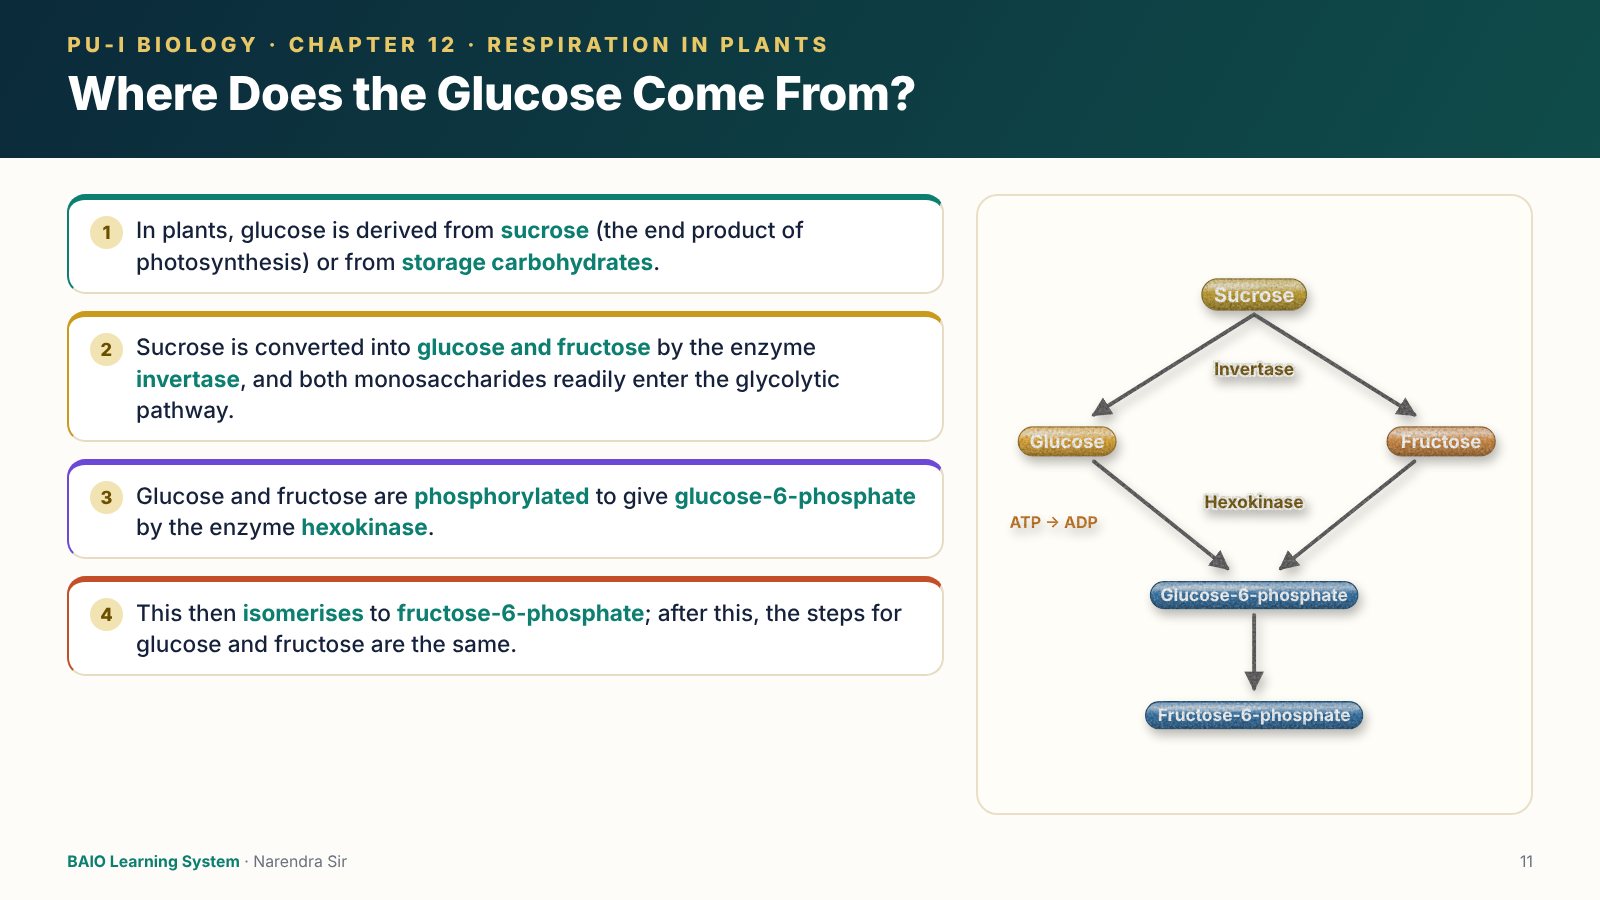 PU-I BIOLOGY · CHAPTER 12 · RESPIRATION IN PLANTS
Where Does the Glucose Come From?
1
In plants, glucose is derived from sucrose (the end product of
photosynthesis) or from storage carbohydrates.
2
Sucrose is converted into glucose and fructose by the enzyme
invertase, and both monosaccharides readily enter the glycolytic
pathway.
3
Glucose and fructose are phosphorylated to give glucose-6-phosphate
by the enzyme hexokinase.
4
This then isomerises to fructose-6-phosphate; after this, the steps for
glucose and fructose are the same.
Sucrose
Invertase
Glucose
Fructose
Hexokinase
ATP → ADP
Glucose-6-phosphate
Fructose-6-phosphate
BAIO Learning System · Narendra Sir
11